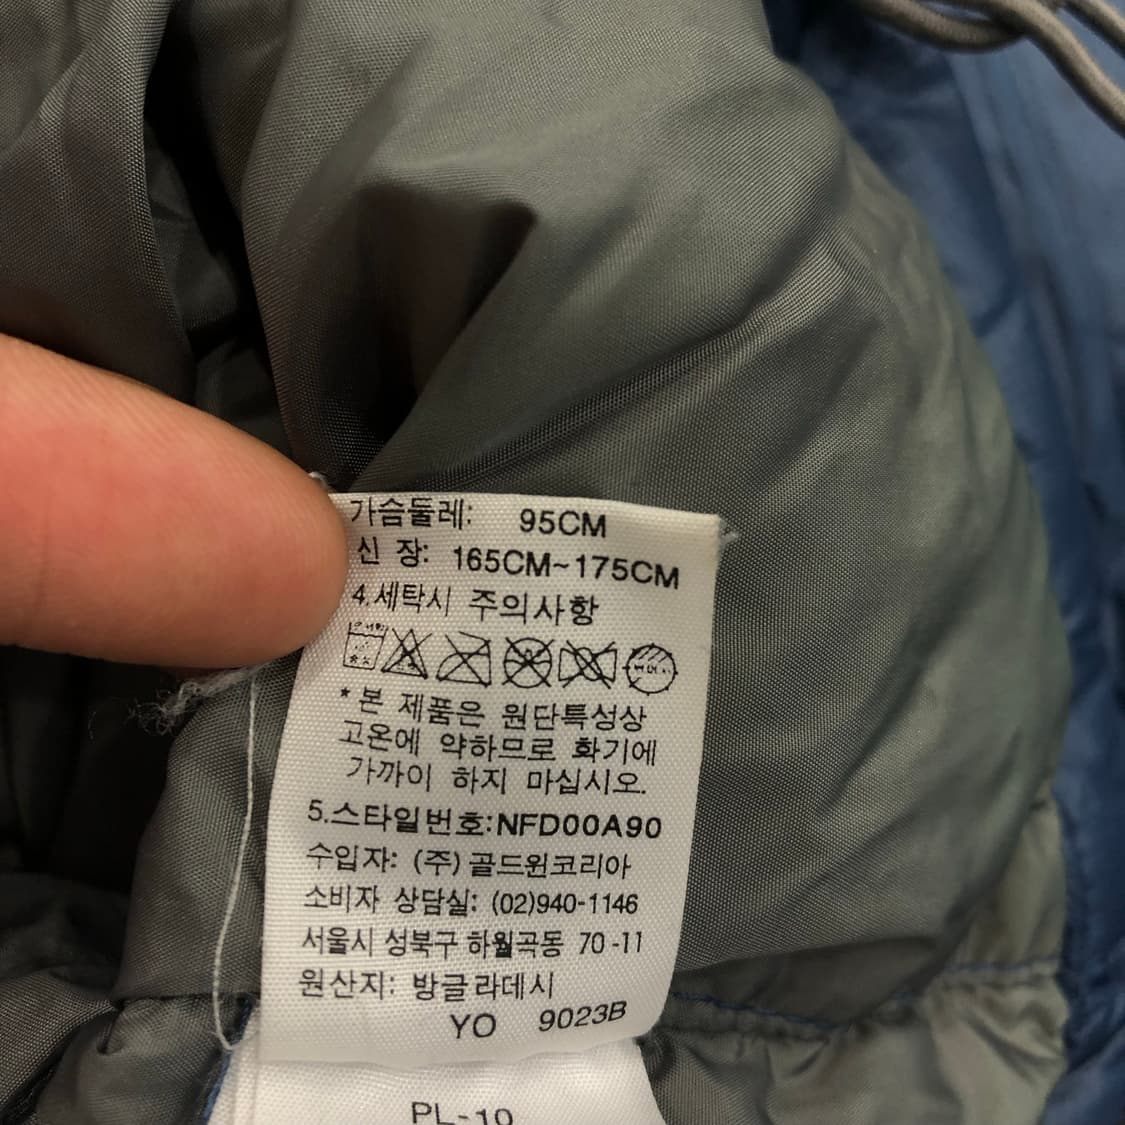 가슴둘레: 95CM
신 장: 165CM~175CM
4.세탁시 주의사항
*본 제품은 원단특성상
고온에 약하므로 화기에
가까이 하지 마십시오.
5.스타일번호:NFD00A90
수입자: (주) 골드윈코리아
소비자 상담실: (02)940-1146
서울시 성북구 하월곡동 70-11
원산지: 방글라데시
YO 9023B
PL-10